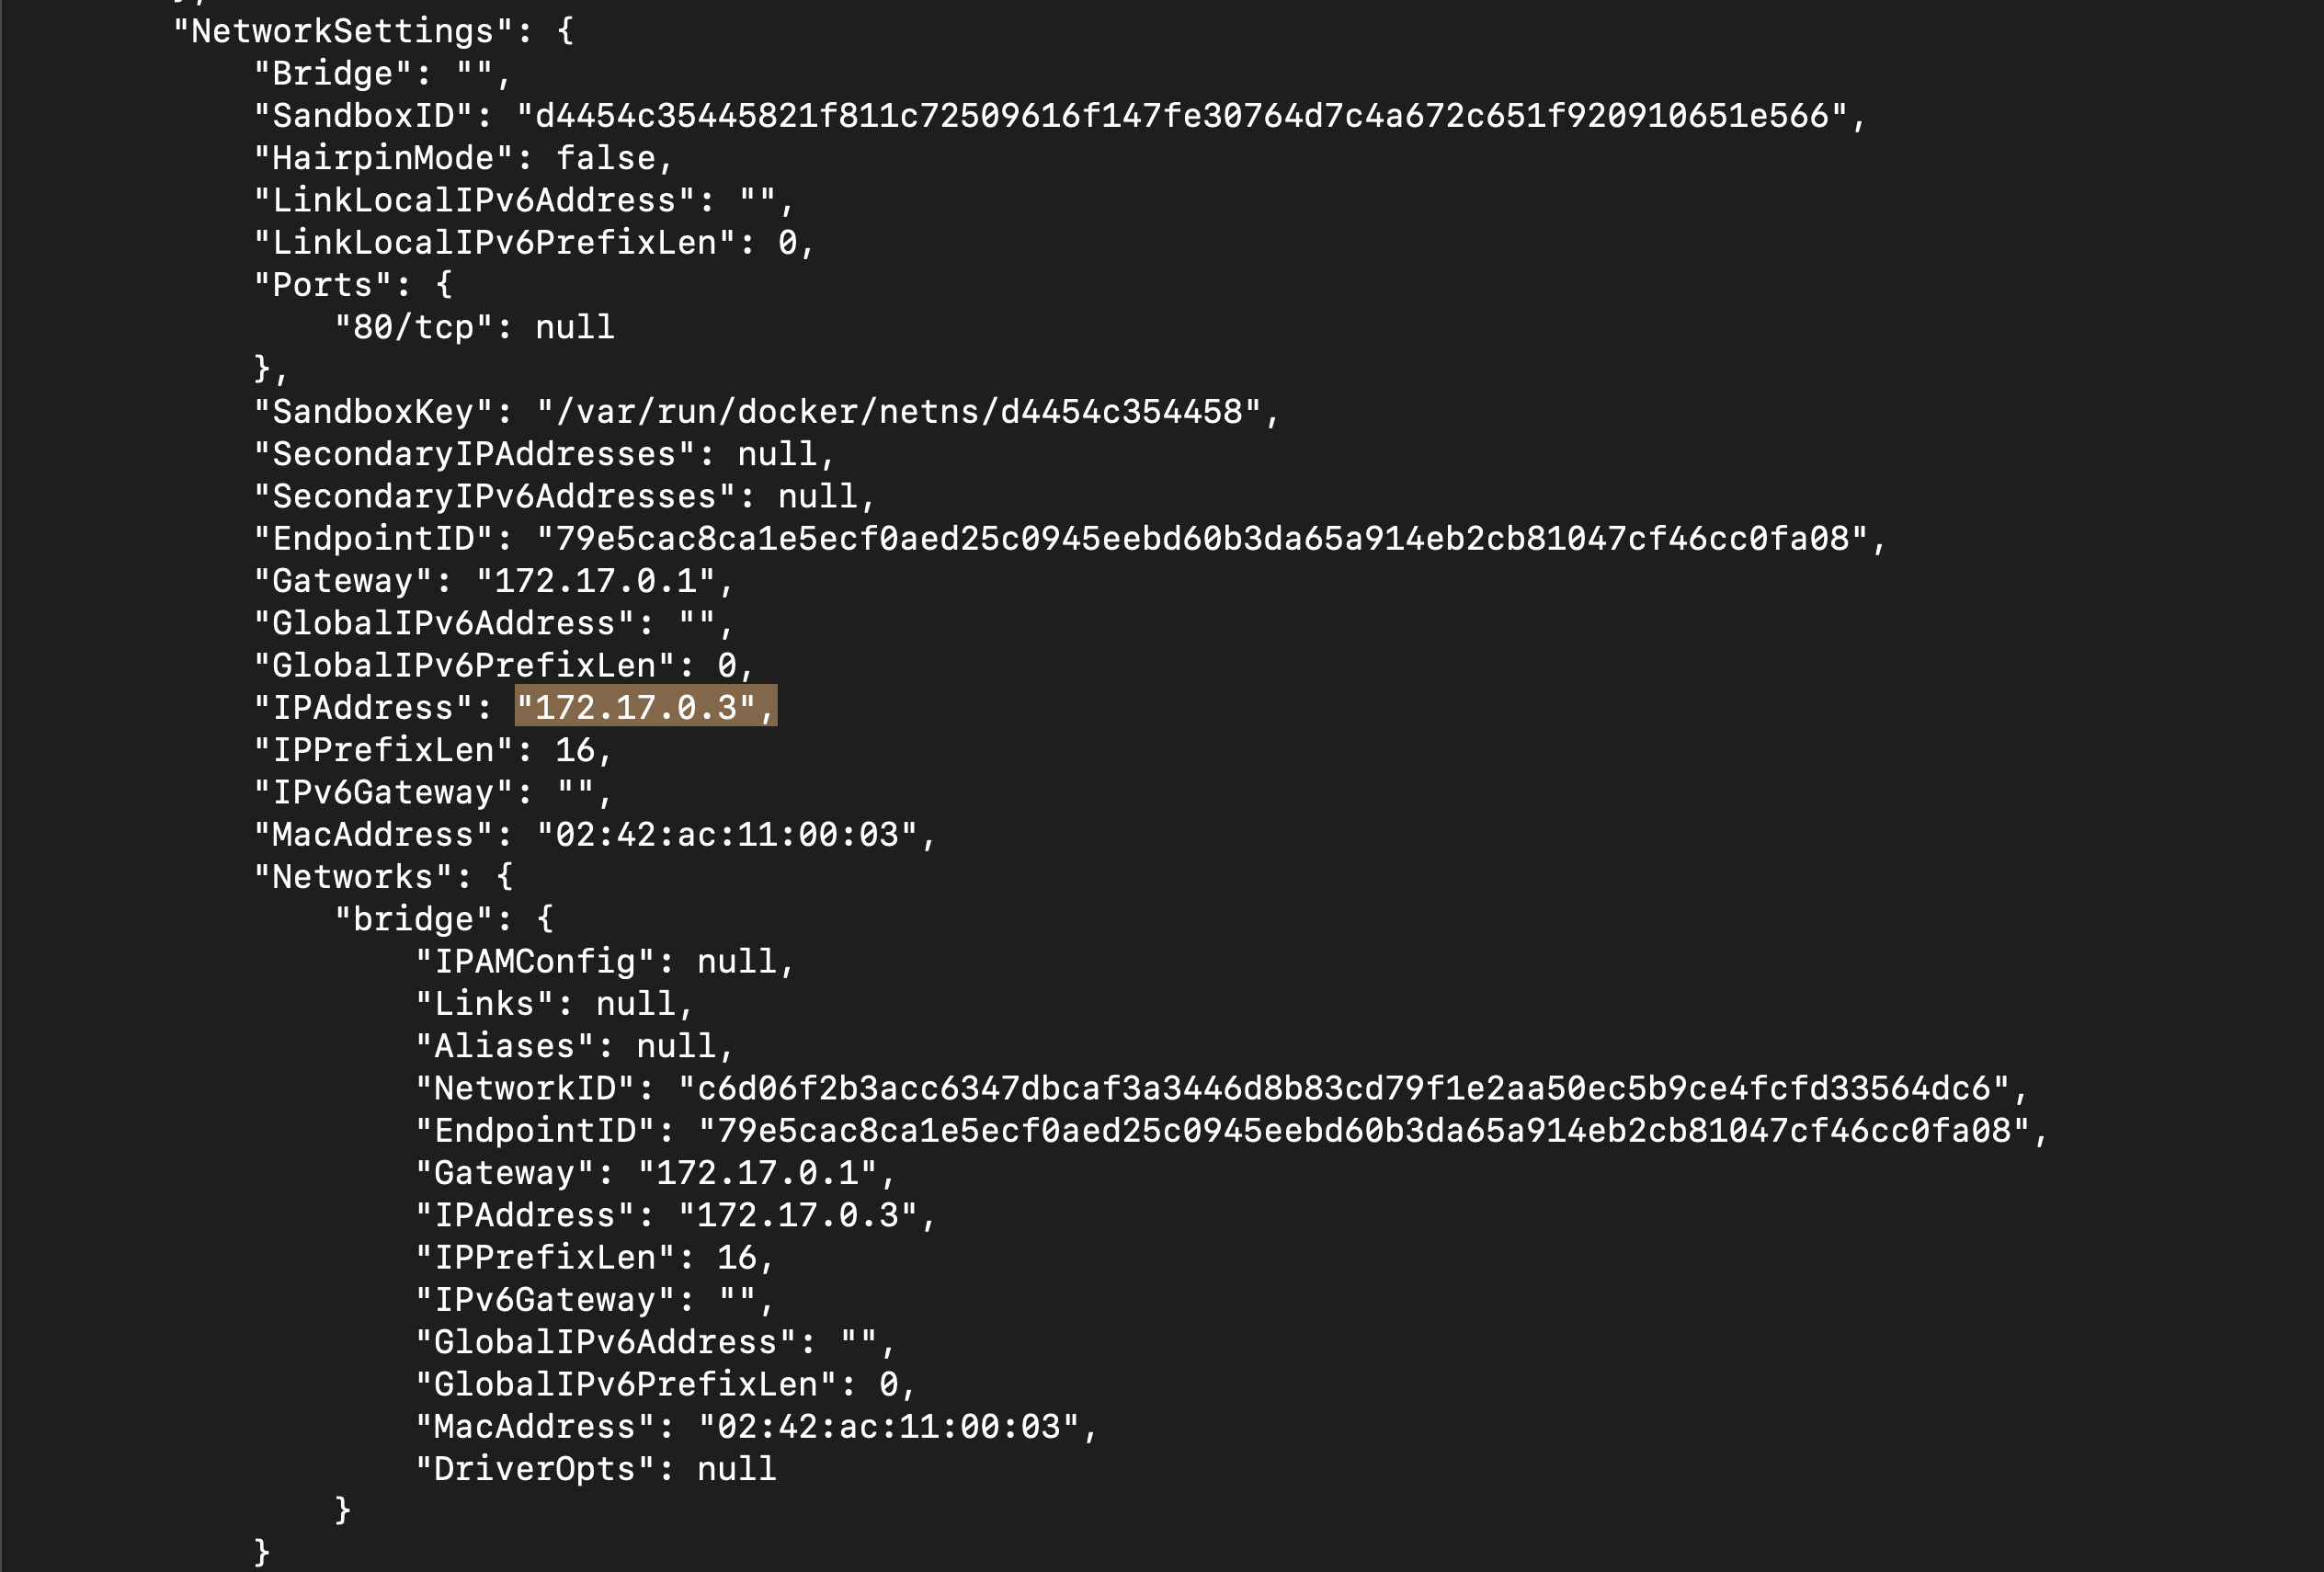 "NetworkSettings": {
"Bridge": "",
"SandboxID": "d4454c35445821f811c72509616f147fe30764d7c4a672c651f920910651e566",
"HairpinMode": false,
"LinkLocalIPv6Address": "",
"LinkLocalIPv6PrefixLen": 0,
"Ports": {
"80/tcp": null
},
"SandboxKey": "/var/run/docker/netns/d4454c354458",
"SecondaryIPAddresses": null,
"SecondaryIPv6Addresses": null,
"EndpointID": "79e5cac8ca1e5ecf0aed25c0945eebd60b3da65a914eb2cb81047cf46cc0fa08",
"Gateway": "172.17.0.1",
"GlobalIPv6Address": "",
"GlobalIPv6PrefixLen": 0,
"IPAddress": "172.17.0.3",
"IPPrefixLen": 16,
"IPv6Gateway": "",
"MacAddress": "02:42:ac:11:00:03",
"Networks": {
"bridge": {
"IPAMConfig": null,
"Links": null,
"Aliases": null,
"NetworkID": "c6d06f2b3acc6347dbcaf3a3446d8b83cd79f1e2aa50ec5b9ce4fcfd33564dc6",
"EndpointID": "79e5cac8ca1e5ecf0aed25c0945eebd60b3da65a914eb2cb81047cf46cc0fa08",
"Gateway": "172.17.0.1",
"IPAddress": "172.17.0.3",
"IPPrefixLen": 16,
"IPv6Gateway": "",
"GlobalIPv6Address": "",
"GlobalIPv6PrefixLen": 0,
"MacAddress": "02:42:ac:11:00:03",
"DriverOpts": null
}
}